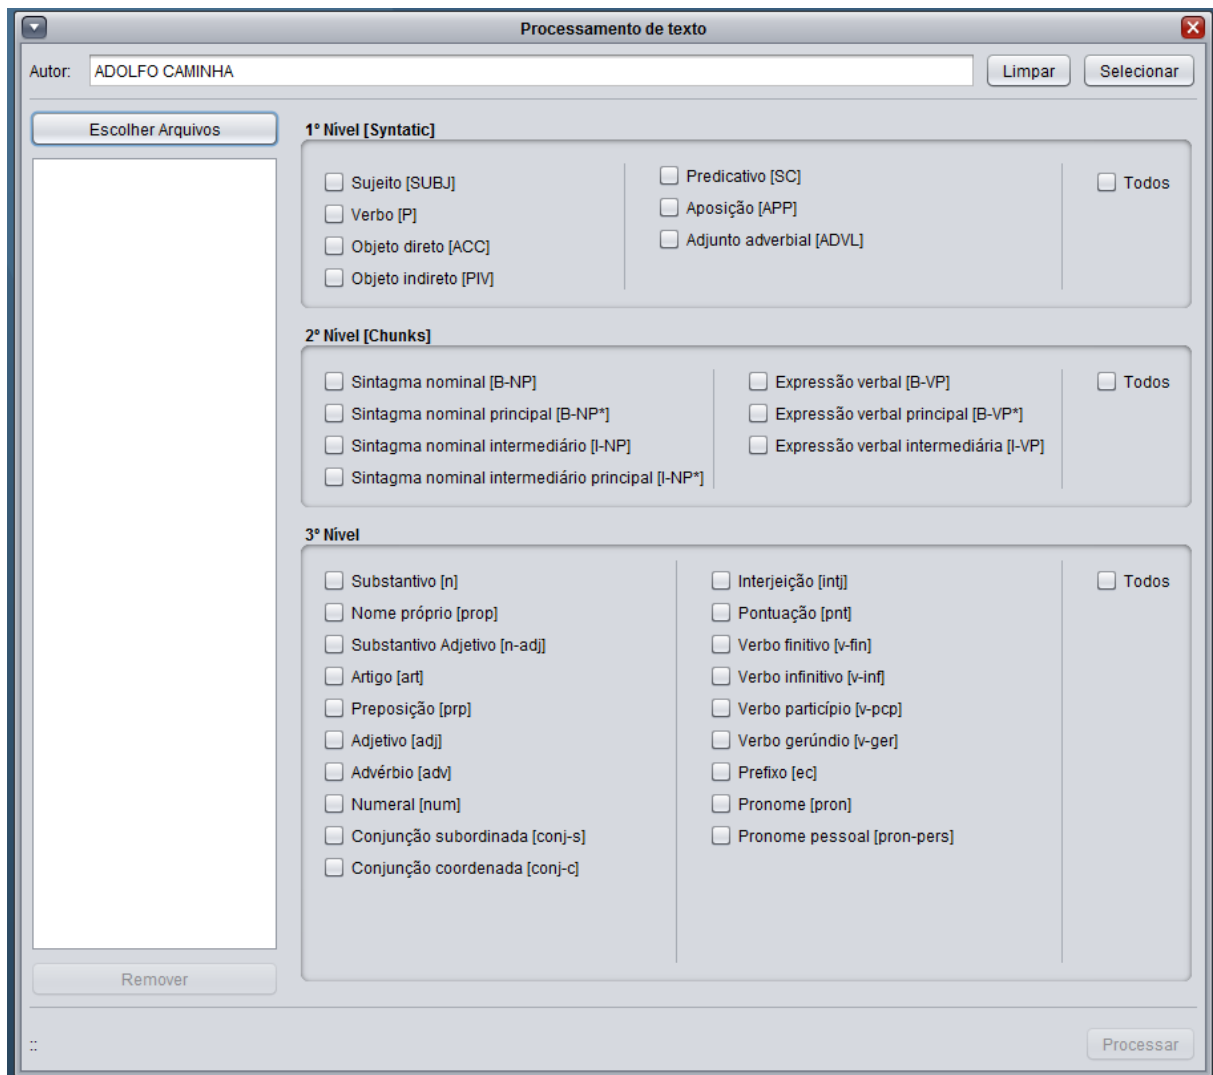 Processamento de texto
Autor: ADOLFO CAMINHA Limpar Selecionar
Escolher Arquivos
1º Nível [Syntatic]
Sujeito [SUBJ]
Verbo [P]
Objeto direto [ACC]
Objeto indireto [PIV]
Predicativo [SC]
Aposição [APP]
Adjunto adverbial [ADVL]
Todos
2º Nível [Chunks]
Sintagma nominal [B-NP]
Sintagma nominal principal [B-NP*]
Sintagma nominal intermediário [I-NP]
Sintagma nominal intermediário principal [I-NP*]
Expressão verbal [B-VP]
Expressão verbal principal [B-VP*]
Expressão verbal intermediária [I-VP]
Todos
3º Nível
Substantivo [n]
Nome próprio [prop]
Substantivo Adjetivo [n-adj]
Artigo [art]
Preposição [prp]
Adjetivo [adj]
Advérbio [adv]
Numeral [num]
Conjunção subordinada [conj-s]
Conjunção coordenada [conj-c]
Interjeição [intj]
Pontuação [pnt]
Verbo finitivo [v-fin]
Verbo infinitivo [v-inf]
Verbo particípio [v-pcp]
Verbo gerúndio [v-ger]
Prefixo [ec]
Pronome [pron]
Pronome pessoal [pron-pers]
Todos
Remover
::
Processar